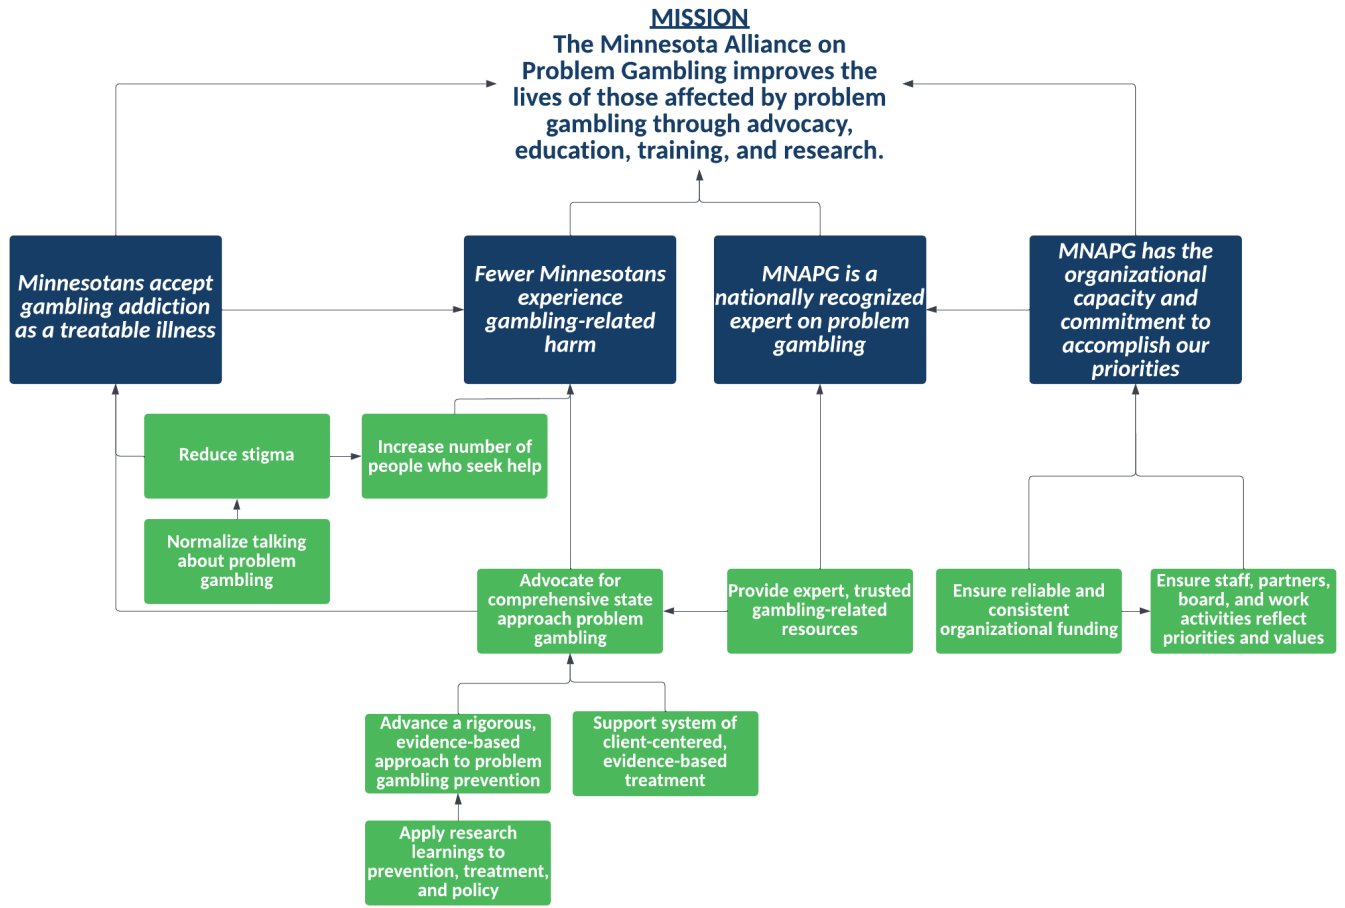 MISSION
The Minnesota Alliance on
Problem Gambling improves the
lives of those affected by problem
gambling through advocacy,
education, training, and research.
Minnesotans accept
gambling addiction
as a treatable illness
Fewer Minnesotans
experience
gambling-related
harm
MNAPG is a
nationally recognized
expert on problem
gambling
MNAPG has the
organizational
capacity and
commitment to
accomplish our
priorities
Reduce stigma
Increase number of
people who seek help
Normalize talking
about problem
gambling
Advocate for
comprehensive state
approach problem
gambling
Provide expert, trusted
gambling-related
resources
Ensure reliable and
consistent
organizational funding
Ensure staff, partners,
board, and work
activities reflect
priorities and values
Advance a rigorous,
evidence-based
approach to problem
gambling prevention
Support system of
client-centered,
evidence-based
treatment
Apply research
learnings to
prevention, treatment,
and policy